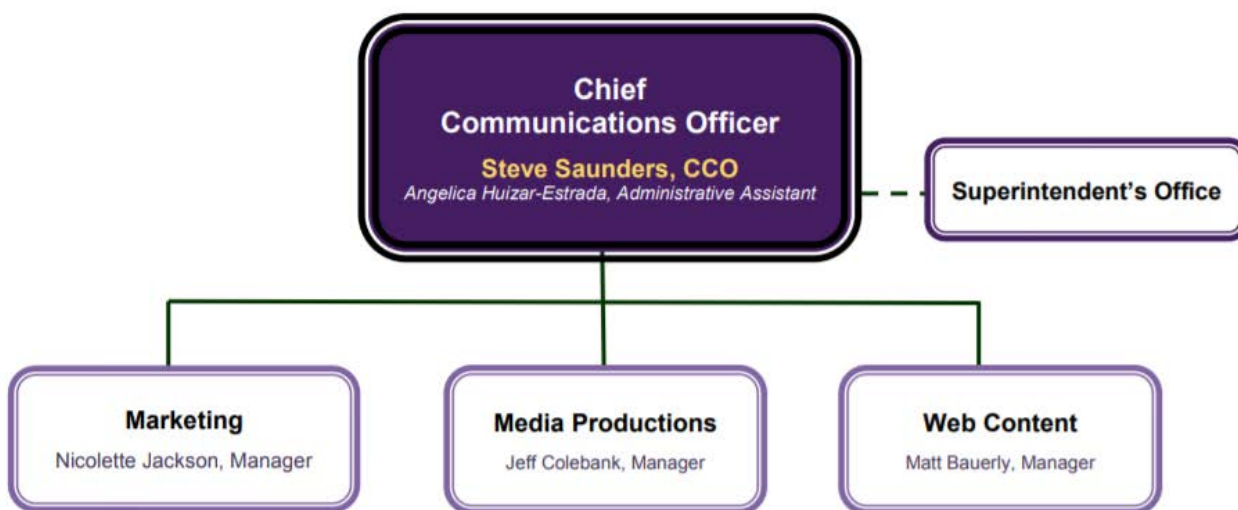 Chief
Communications Officer
Steve Saunders, CCO
Angelica Huizar-Estrada, Administrative Assistant
Superintendent's Office
Marketing
Nicolette Jackson, Manager
Media Productions
Jeff Colebank, Manager
Web Content
Matt Bauerly, Manager